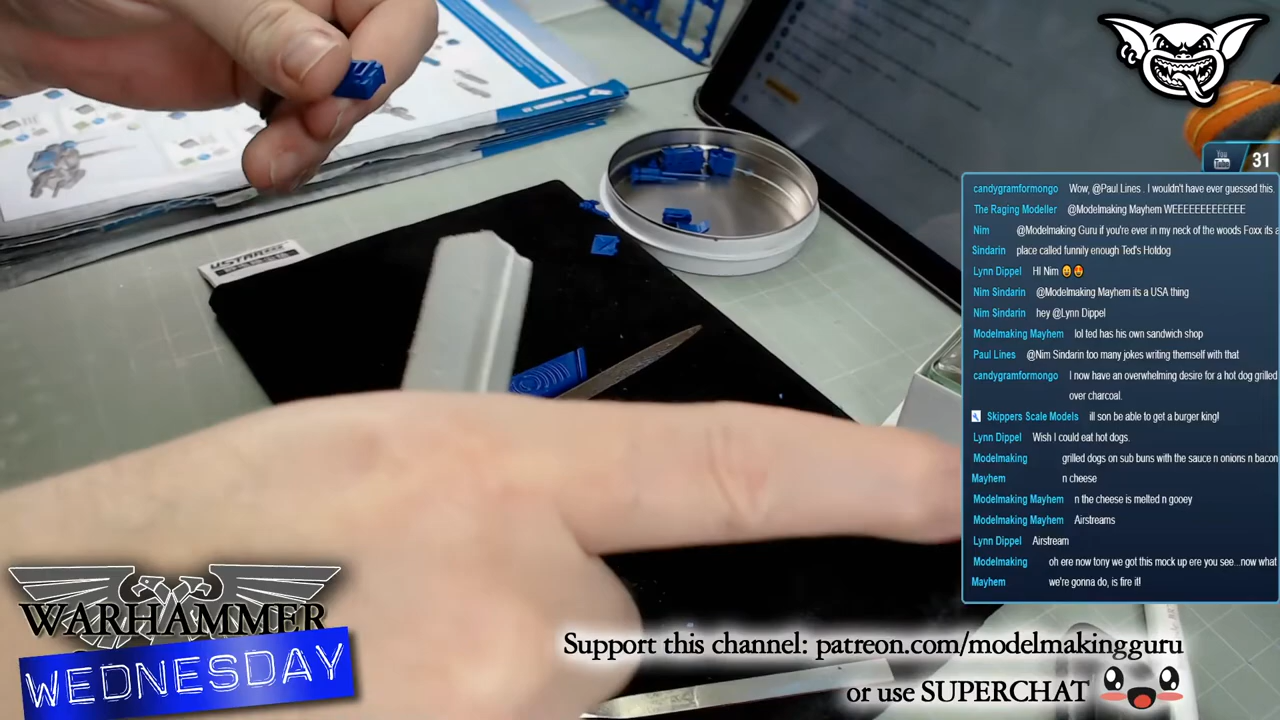 You
Tube
31
candygramformongo Wow, @Paul Lines . I wouldn't have ever guessed this
The Raging Modeller @Modelmaking Mayhem WEEEEEEEEEEEEE
Nim @Modelmaking Guru if you're ever in my neck of the woods Foxx its a
Sindarin place called funnily enough Ted's Hotdog
Lynn Dippel HI Nim 😀😍
Nim Sindarin @Modelmaking Mayhem its a USA thing
Nim Sindarin hey @Lynn Dippel
Modelmaking Mayhem lol ted has his own sandwich shop
Paul Lines @Nim Sindarin too many jokes writing themself with that
candygramformongo I now have an overwhelming desire for a hot dog grilled
over charcoal.
Skippers Scale Models ill son be able to get a burger king!
Lynn Dippel Wish I could eat hot dogs.
Modelmaking grilled dogs on sub buns with the sauce n onions n bacon
Mayhem n cheese
Modelmaking Mayhem n the cheese is melted n gooey
Modelmaking Mayhem Airstreams
Lynn Dippel Airstream
Modelmaking oh ere now tony we got this mock up ere you see...now what
Mayhem we're gonna do, is fire it!
USTAR
WARHAMMER
WEDNESDAY
Support this channel: patreon.com/modelmakingguru
or use SUPERCHAT